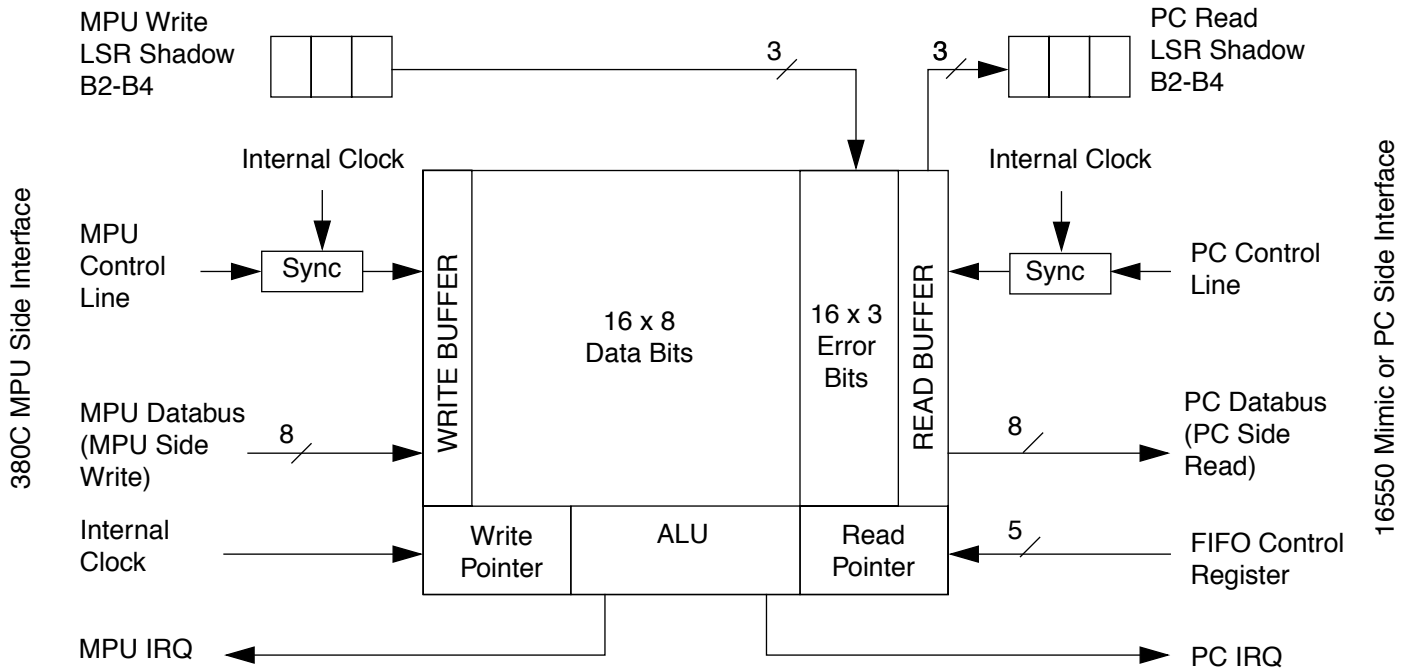 MPU Write
LSR Shadow
B2-B4
3
3
PC Read
LSR Shadow
B2-B4
Internal Clock
Internal Clock
380C MPU Side Interface
MPU
Control
Line
Sync
WRITE BUFFER
16 x 8
Data Bits
16 x 3
Error
Bits
READ BUFFER
Sync
PC Control
Line
16550 Mimic or PC Side Interface
MPU Databus
(MPU Side
Write)
8
8
PC Databus
(PC Side
Read)
Internal
Clock
Write
Pointer
ALU
Read
Pointer
5
FIFO Control
Register
MPU IRQ
PC IRQ